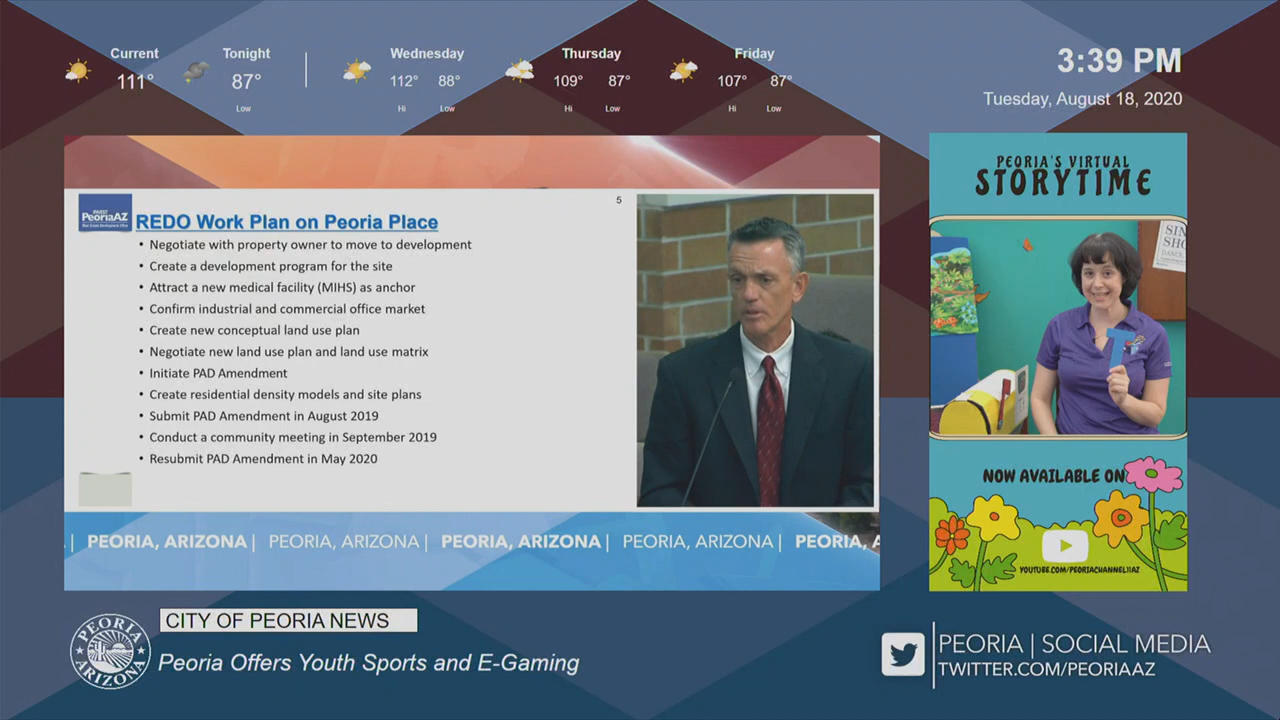 Current
111°
Tonight
87°
Low
Wednesday
112° 88°
Hi Low
Thursday
109° 87°
Hi Low
Friday
107° 87°
Hi Low
3:39 PM
Tuesday, August 18, 2020
PeoriaAZ
5
REDO Work Plan on Peoria Place
• Negotiate with property owner to move to development
• Create a development program for the site
• Attract a new medical facility (MIHS) as anchor
• Confirm industrial and commercial office market
• Create new conceptual land use plan
• Negotiate new land use plan and land use matrix
• Initiate PAD Amendment
• Create residential density models and site plans
• Submit PAD Amendment in August 2019
• Conduct a community meeting in September 2019
• Resubmit PAD Amendment in May 2020
| PEORIA, ARIZONA | PEORIA, ARIZONA | PEORIA, ARIZONA | PEORIA, ARIZONA | PEORIA, A
PEORIA'S VIRTUAL
STORYTIME
SIN
SHO
T
NOW AVAILABLE ON
YOUTUBE.COM/PEORIACHANNEL11AZ
PEORIA
ARIZONA
CITY OF PEORIA NEWS
Peoria Offers Youth Sports and E-Gaming
PEORIA | SOCIAL MEDIA
TWITTER.COM/PEORIAAZ